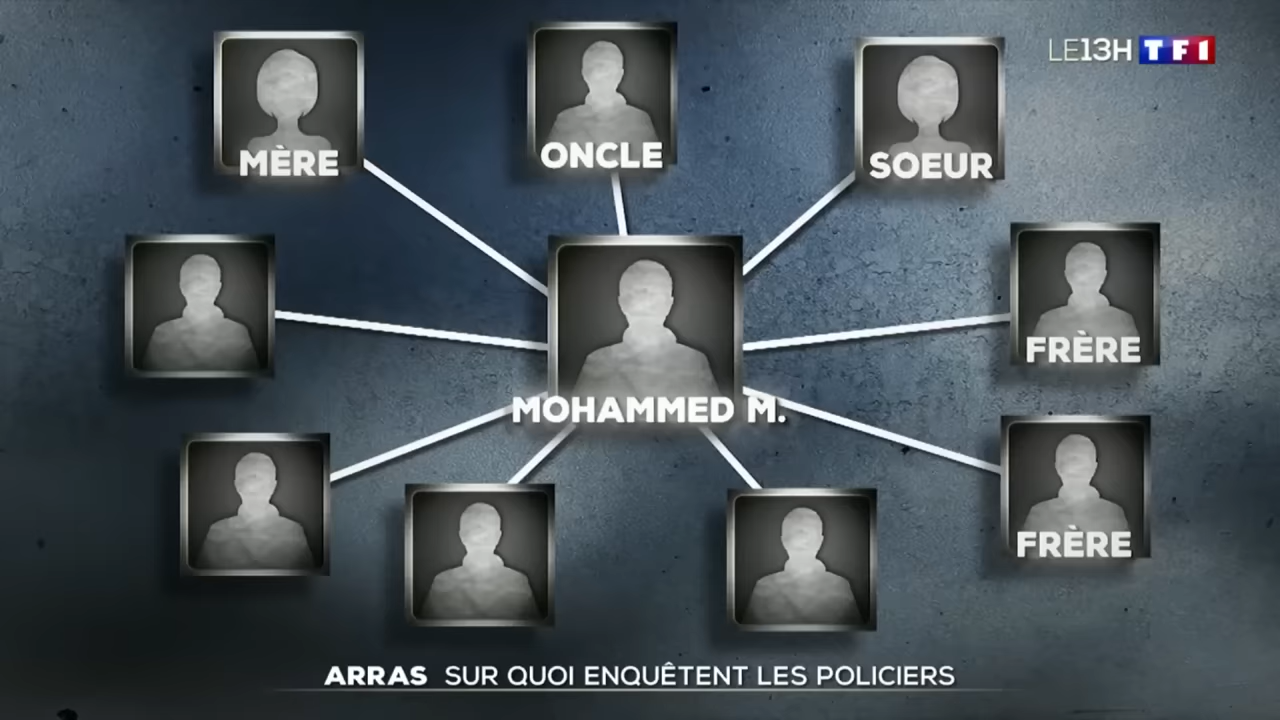 LE13H TF1
MÈRE
ONCLE
SOEUR
FRÈRE
MOHAMMED M.
FRÈRE
ARRAS SUR QUOI ENQUÊTENT LES POLICIERS